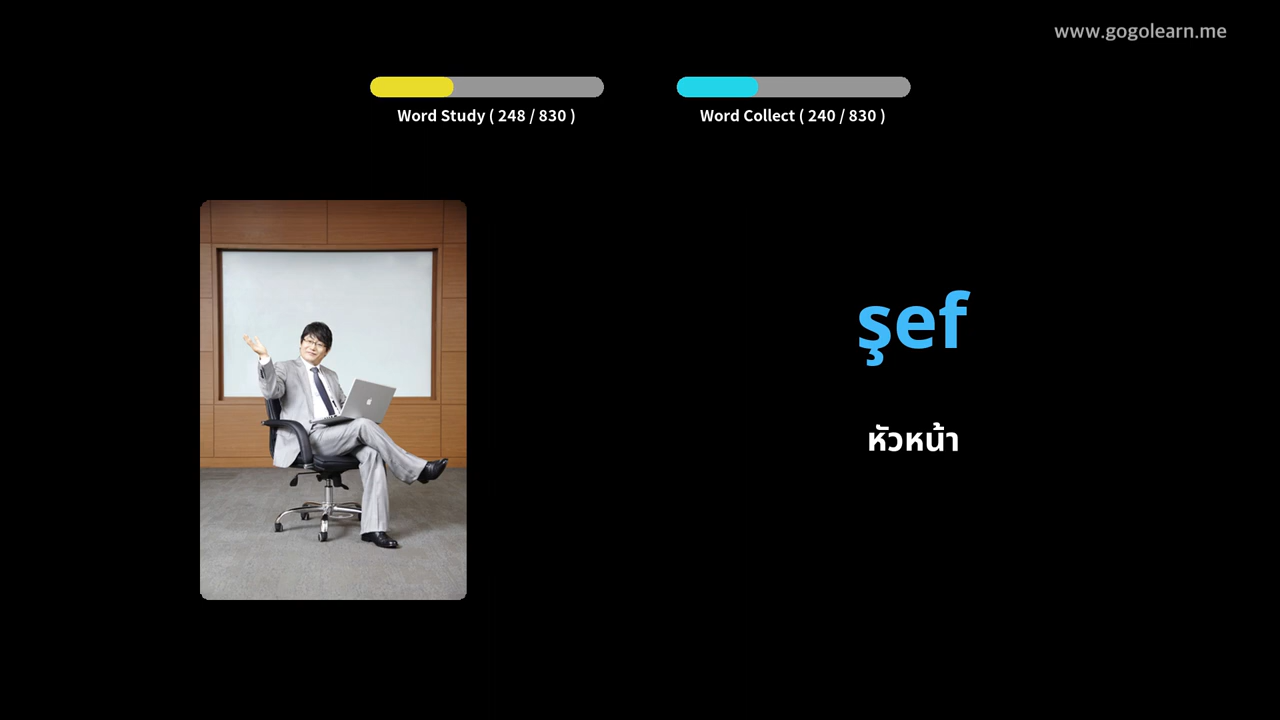 www.gogolearn.me
Word Study ( 248 / 830 )
Word Collect ( 240 / 830 )
şef
หัวหน้า